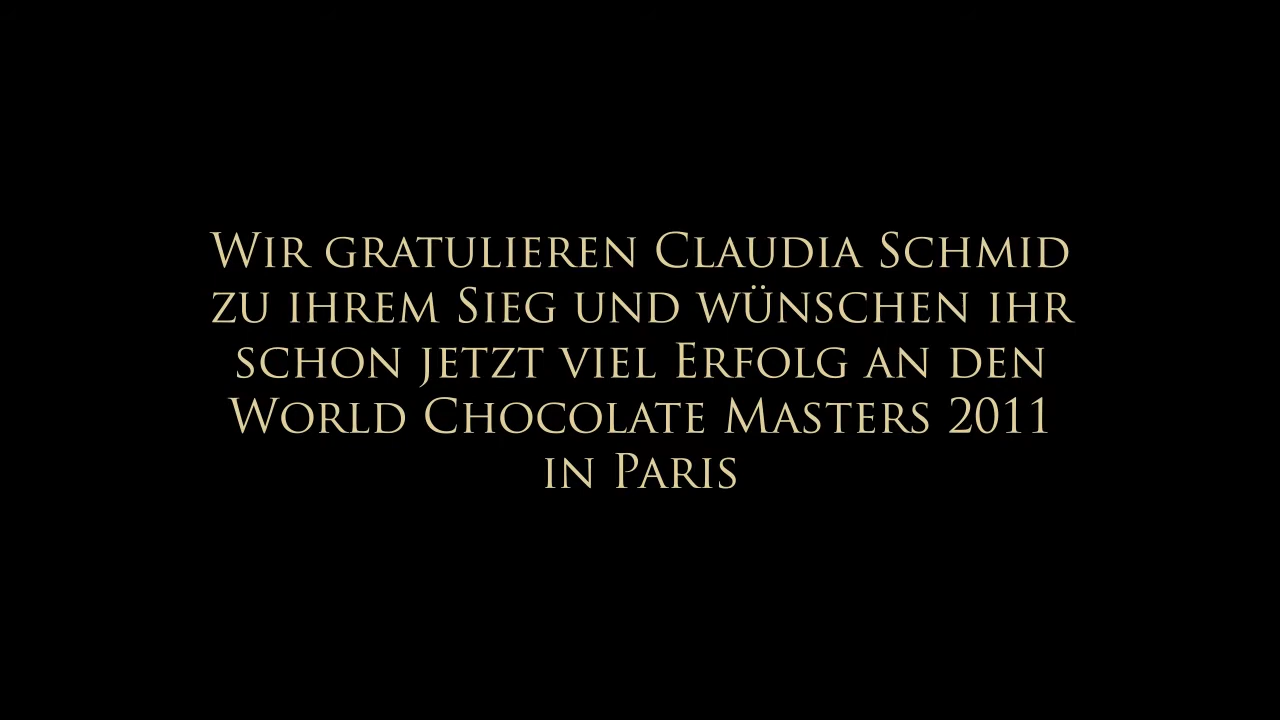 Wir gratulieren Claudia Schmid
zu ihrem Sieg und wünschen ihr
schon jetzt viel Erfolg an den
World Chocolate Masters 2011
in Paris